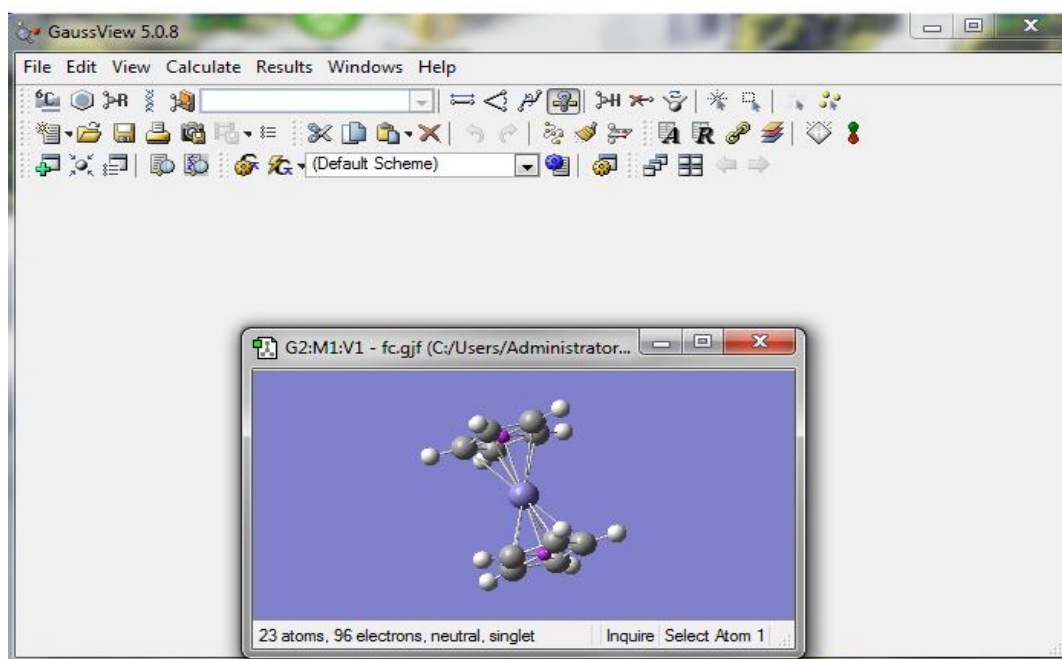 GaussView 5.0.8
File Edit View Calculate Results Windows Help
(Default Scheme)
G2:M1:V1 - fc.gjf (C:/Users/Administrator...
23 atoms, 96 electrons, neutral, singlet Inquire Select Atom 1